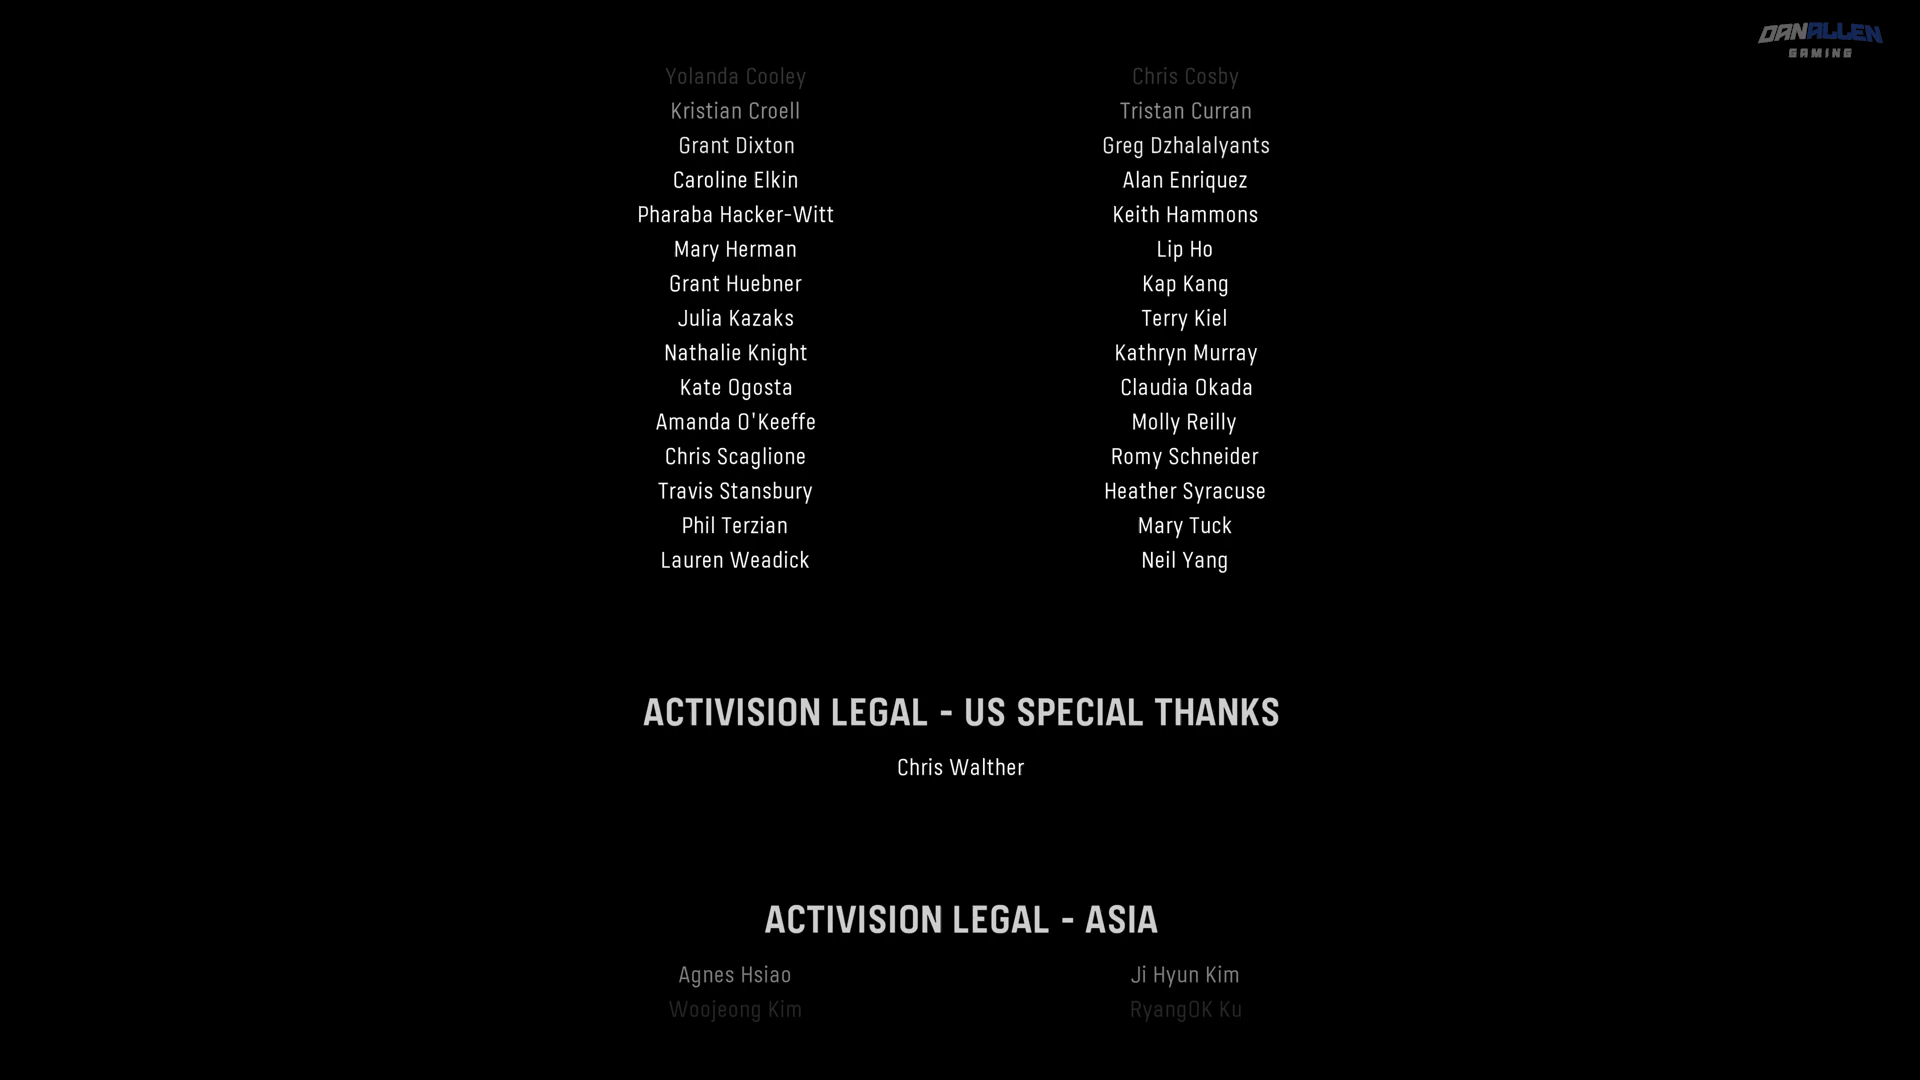 DANALLEN
GAMING
Yolanda Cooley Chris Cosby
Kristian Croell Tristan Curran
Grant Dixton Greg Dzhalalyants
Caroline Elkin Alan Enriquez
Pharaba Hacker-Witt Keith Hammons
Mary Herman Lip Ho
Grant Huebner Kap Kang
Julia Kazaks Terry Kiel
Nathalie Knight Kathryn Murray
Kate Ogosta Claudia Okada
Amanda O'Keeffe Molly Reilly
Chris Scaglione Romy Schneider
Travis Stansbury Heather Syracuse
Phil Terzian Mary Tuck
Lauren Weadick Neil Yang
ACTIVISION LEGAL - US SPECIAL THANKS
Chris Walther
ACTIVISION LEGAL - ASIA
Agnes Hsiao Ji Hyun Kim
Woojeong Kim RyangOK Ku